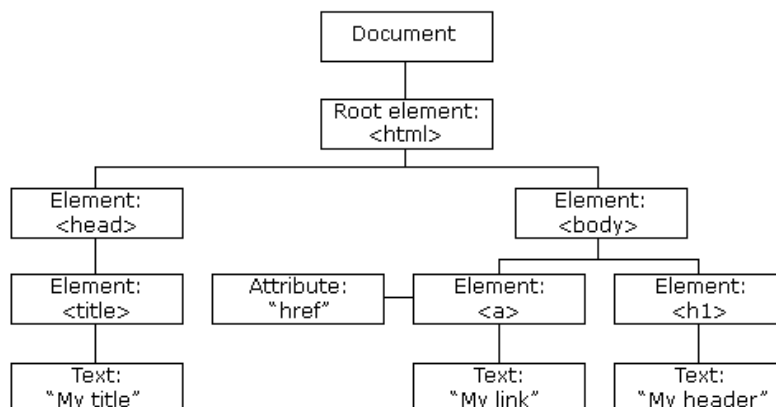 Document
Root element:
<html>
Element:
<head>
Element:
<body>
Element:
<title>
Attribute:
“href”
Element:
<a>
Element:
<h1>
Text:
“My title”
Text:
“My link”
Text:
“My header”